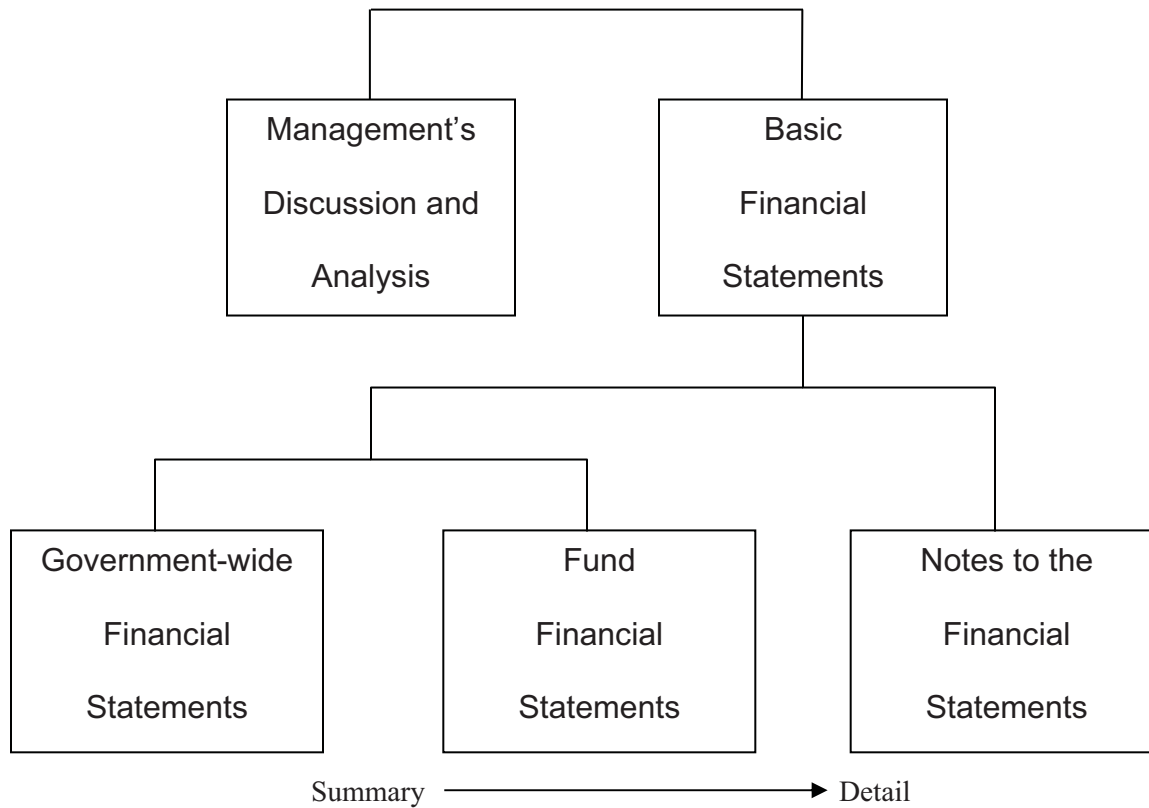 Management’s
Discussion and
Analysis
Basic
Financial
Statements
Government-wide
Financial
Statements
Fund
Financial
Statements
Notes to the
Financial
Statements
Summary
Detail